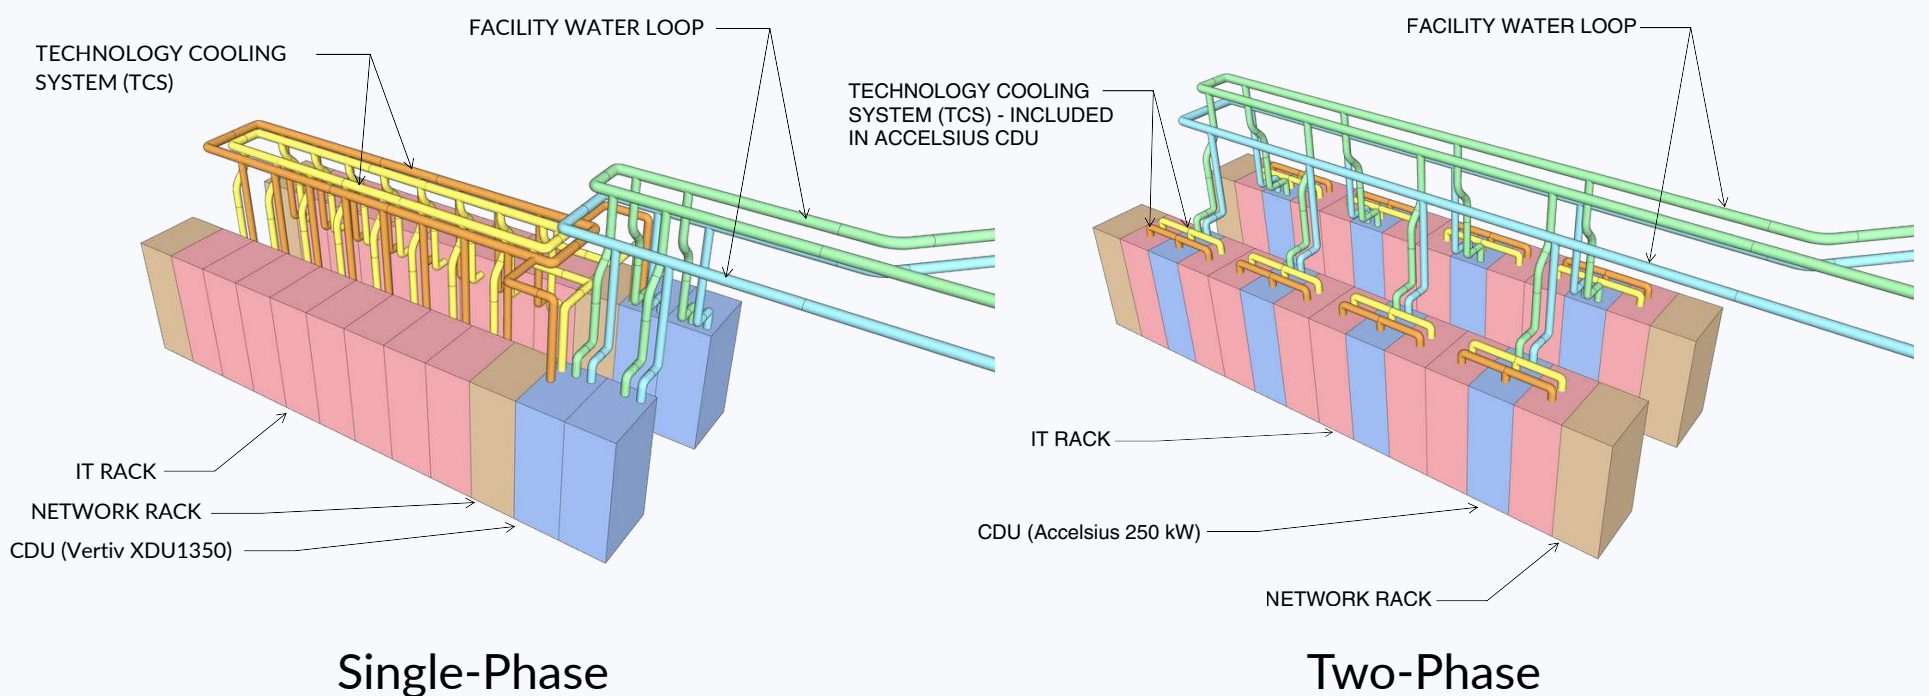 FACILITY WATER LOOP
TECHNOLOGY COOLING
SYSTEM (TCS)
IT RACK
NETWORK RACK
CDU (Vertiv XDU1350)
Single-Phase
FACILITY WATER LOOP
TECHNOLOGY COOLING
SYSTEM (TCS) - INCLUDED
IN ACCELSIUS CDU
IT RACK
CDU (Accelsius 250 kW)
NETWORK RACK
Two-Phase